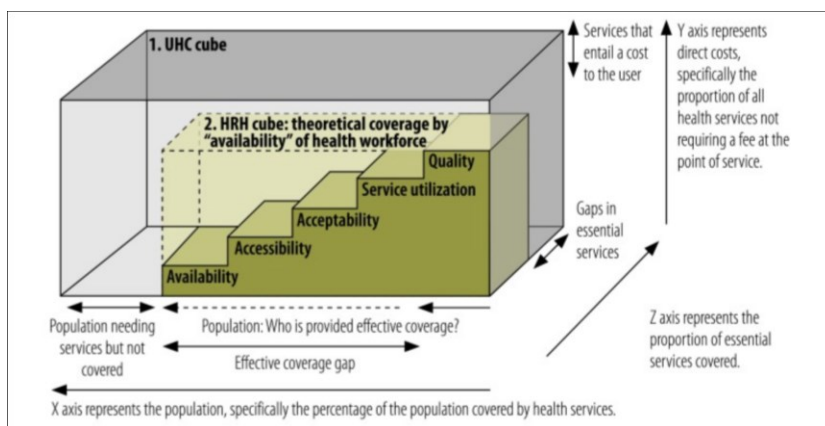 1. UHC cube
2. HRH cube: theoretical coverage by
"availability" of health workforce
Quality
Service utilization
Acceptability
Accessibility
Availability
Services that
entail a cost
to the user
Y axis represents
direct costs,
specifically the
proportion of all
health services not
requiring a fee at the
point of service.
Gaps in
essential
services
Z axis represents the
proportion of essential
services covered.
Population needing
services but not
covered
Population: Who is provided effective coverage?
Effective coverage gap
X axis represents the population, specifically the percentage of the population covered by health services.